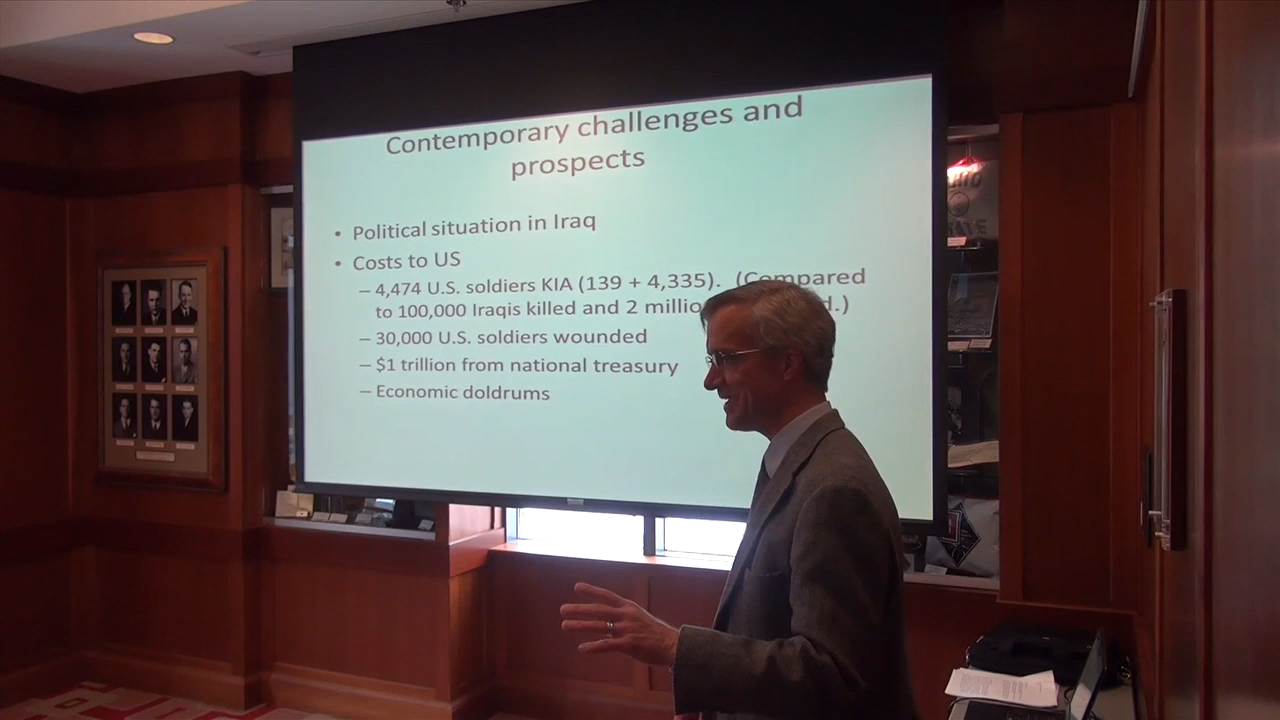 Contemporary challenges and
prospects
• Political situation in Iraq
• Costs to US
– 4,474 U.S. soldiers KIA (139 + 4,335). (Compared
to 100,000 Iraqis killed and 2 d.)
– 30,000 U.S. soldiers wounded
– $1 trillion from national treasury
– Economic doldrums